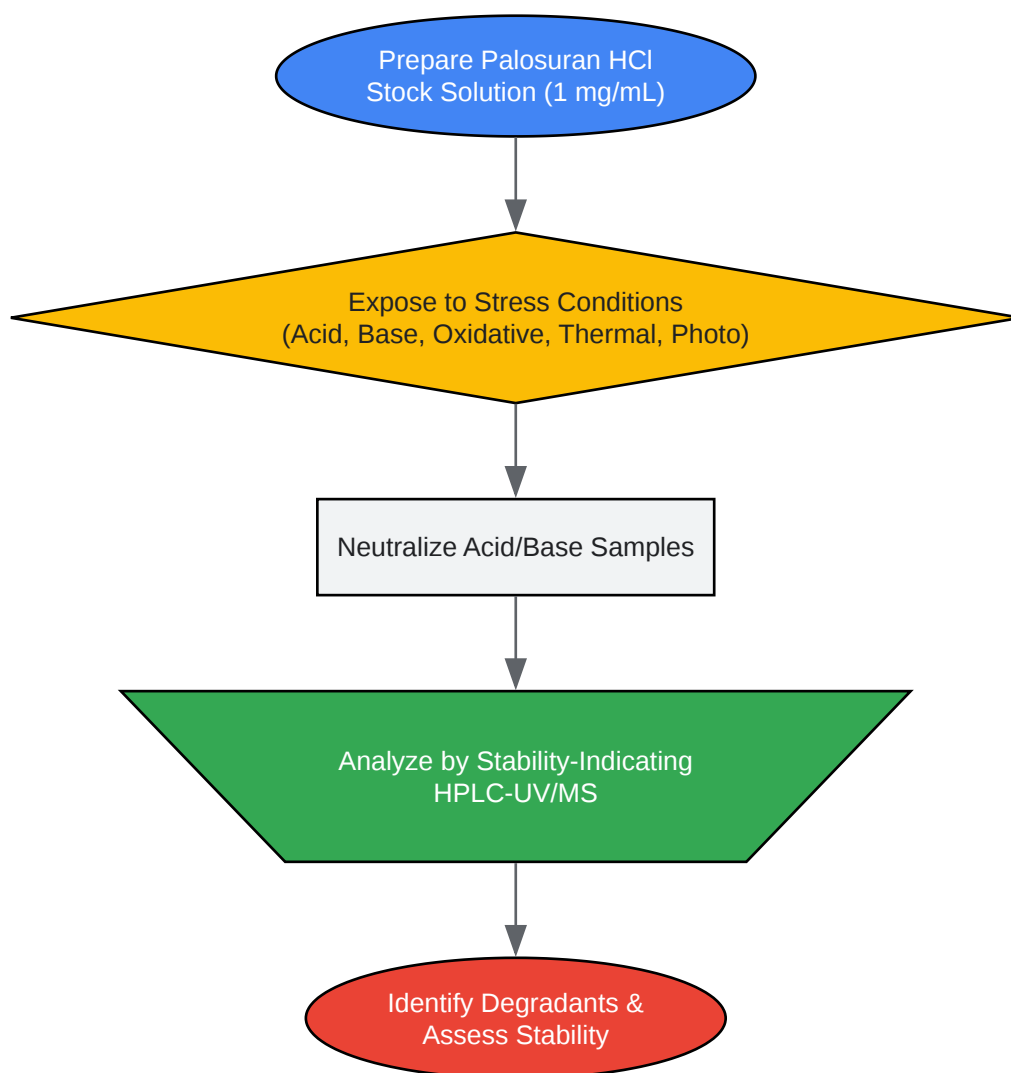 Prepare Palosuran HCl
Stock Solution (1 mg/mL)
Expose to Stress Conditions
(Acid, Base, Oxidative, Thermal, Photo)
Neutralize Acid/Base Samples
Analyze by Stability-Indicating
HPLC-UV/MS
Identify Degradants &
Assess Stability